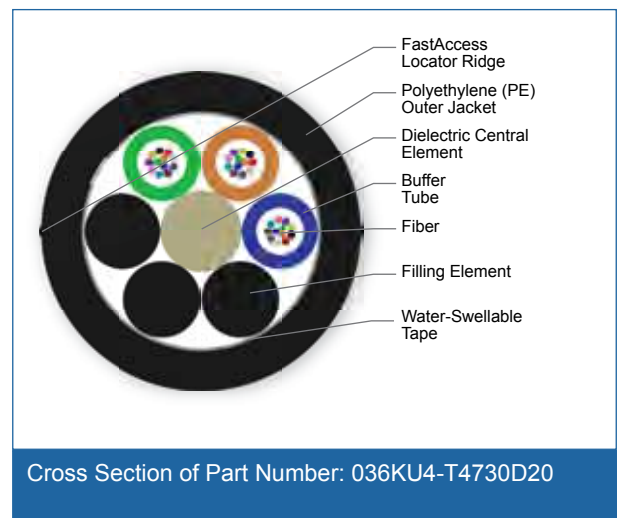 FastAccess
Locator Ridge
Polyethylene (PE)
Outer Jacket
Dielectric Central
Element
Buffer
Tube
Fiber
Filling Element
Water-Swellable
Tape
Cross Section of Part Number: 036KU4-T4730D20